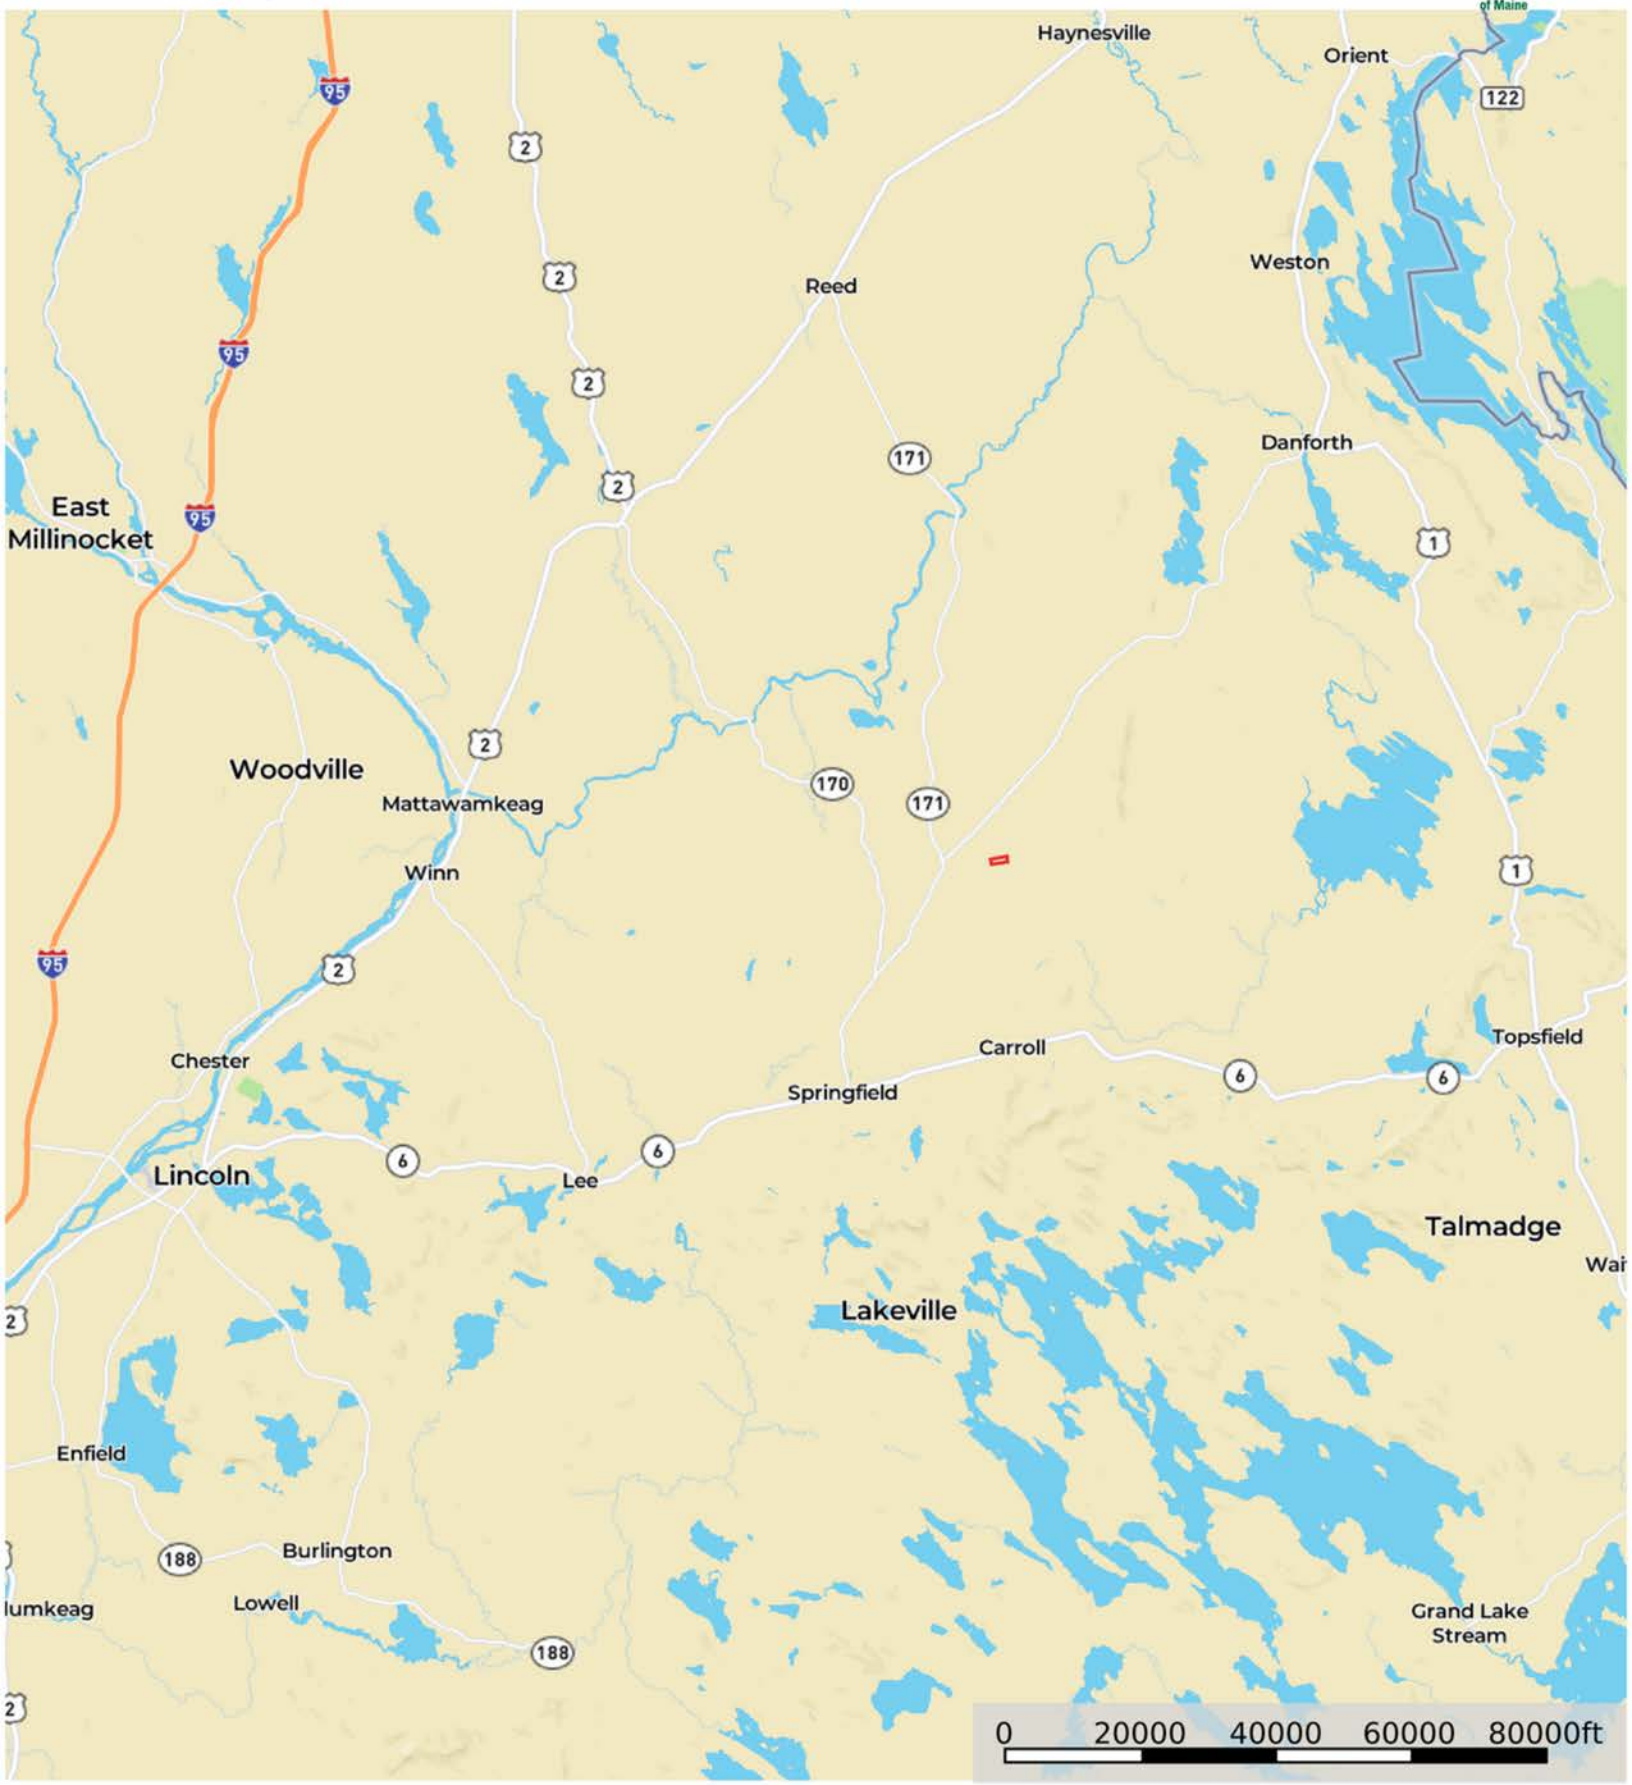 of Maine
Haynesville
Orient
95
122
2
2
Weston
Reed
95
2
Danforth
171
2
East
Millinocket
95
1
2
Woodville
170
Mattawamkeag
171
Winn
1
95
2
Topsfield
Carroll
Chester
6
6
Springfield
6
6
Lincoln
Lee
Talmadge
Wai
Lakeville
2
Enfield
Burlington
188
Lowell
lumkeag
Grand Lake
Stream
188
2
0 20000 40000 60000 80000ft